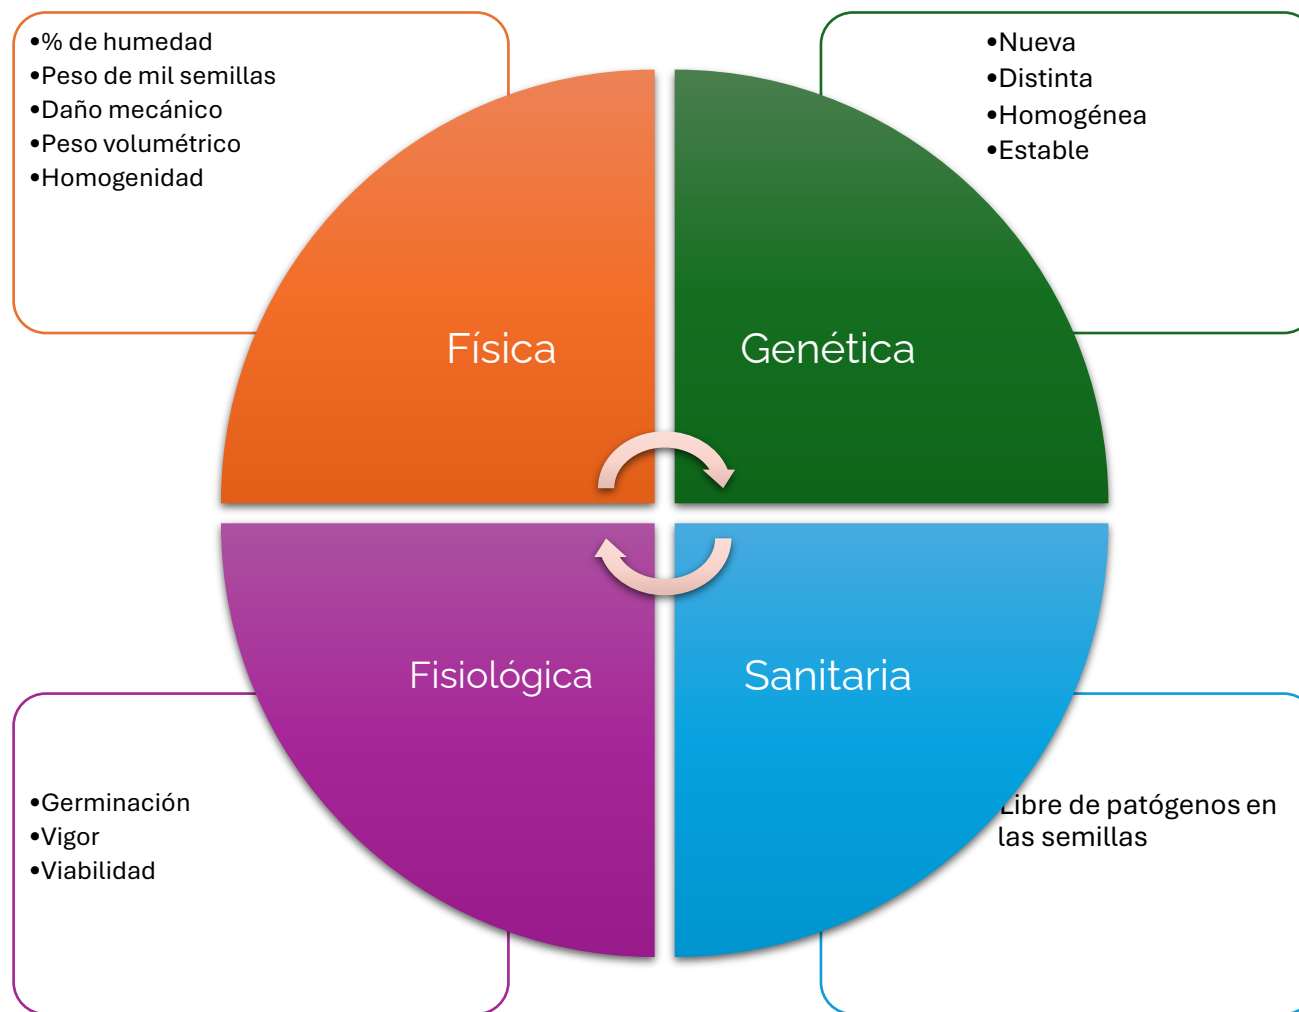 •% de humedad
•Peso de mil semillas
•Daño mecánico
•Peso volumétrico
•Homogenidad
•Nueva
•Distinta
•Homogénea
•Estable
Física
Genética
Fisiológica
Sanitaria
•Germinación
•Vigor
•Viabilidad
Libre de patógenos en
las semillas